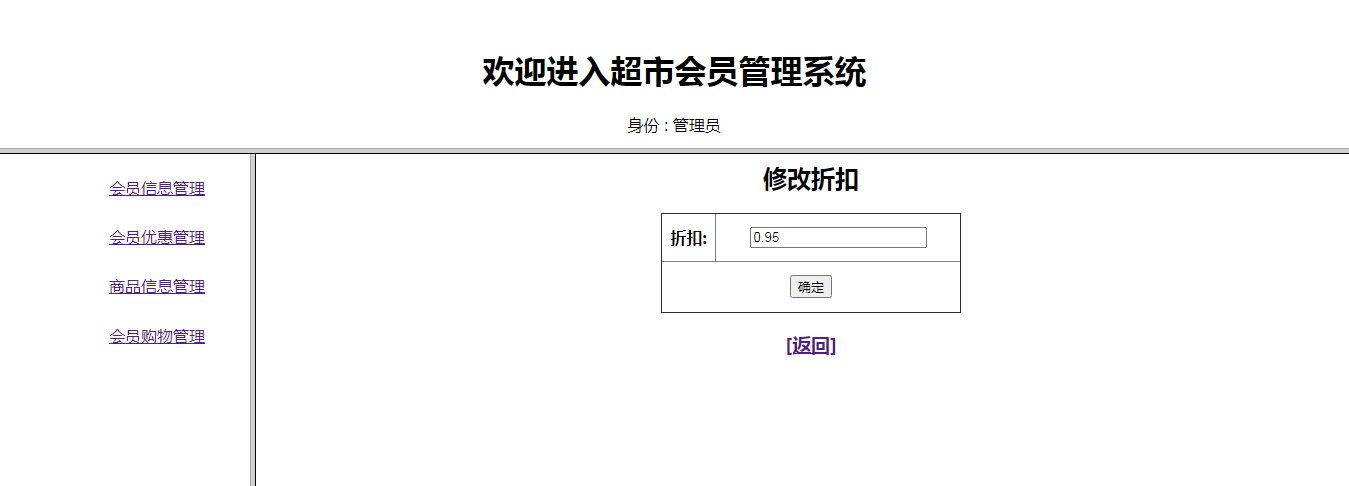 欢迎进入超市会员管理系统
身份 : 管理员
会员信息管理
会员优惠管理
商品信息管理
会员购物管理
修改折扣
折扣: 0.95
确定
[返回]